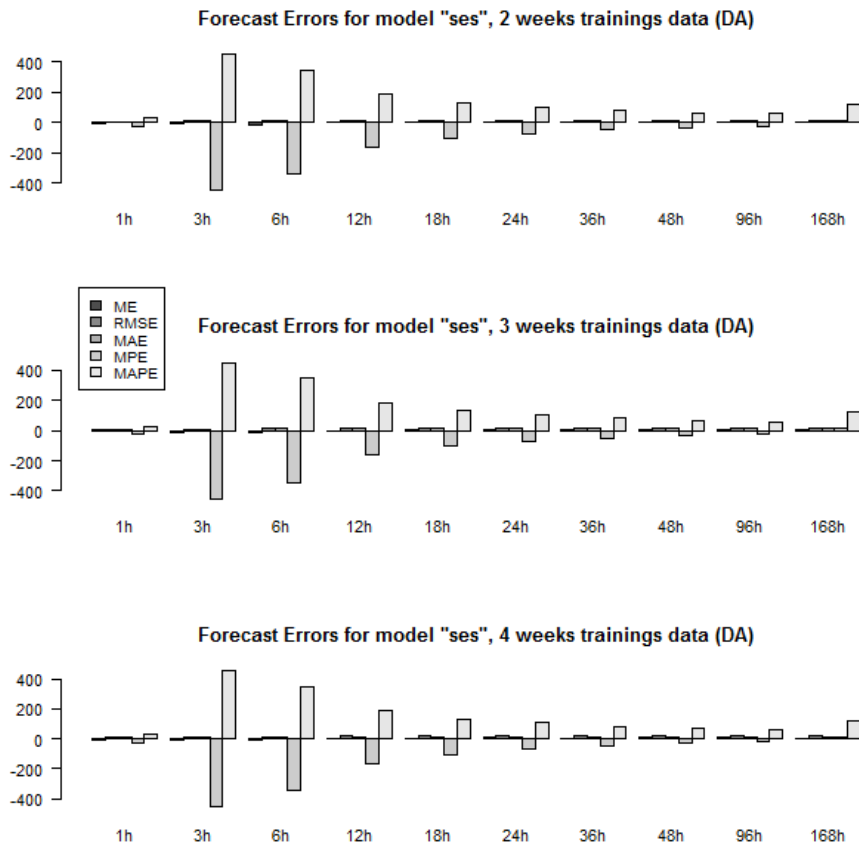 Forecast Errors for model "ses", 2 weeks trainings data (DA)
400
200
0
-200
-400
1h 3h 6h 12h 18h 24h 36h 48h 96h 168h
ME
RMSE
MAE
MPE
MAPE
Forecast Errors for model "ses", 3 weeks trainings data (DA)
400
200
0
-200
-400
1h 3h 6h 12h 18h 24h 36h 48h 96h 168h
Forecast Errors for model "ses", 4 weeks trainings data (DA)
400
200
0
-200
-400
1h 3h 6h 12h 18h 24h 36h 48h 96h 168h